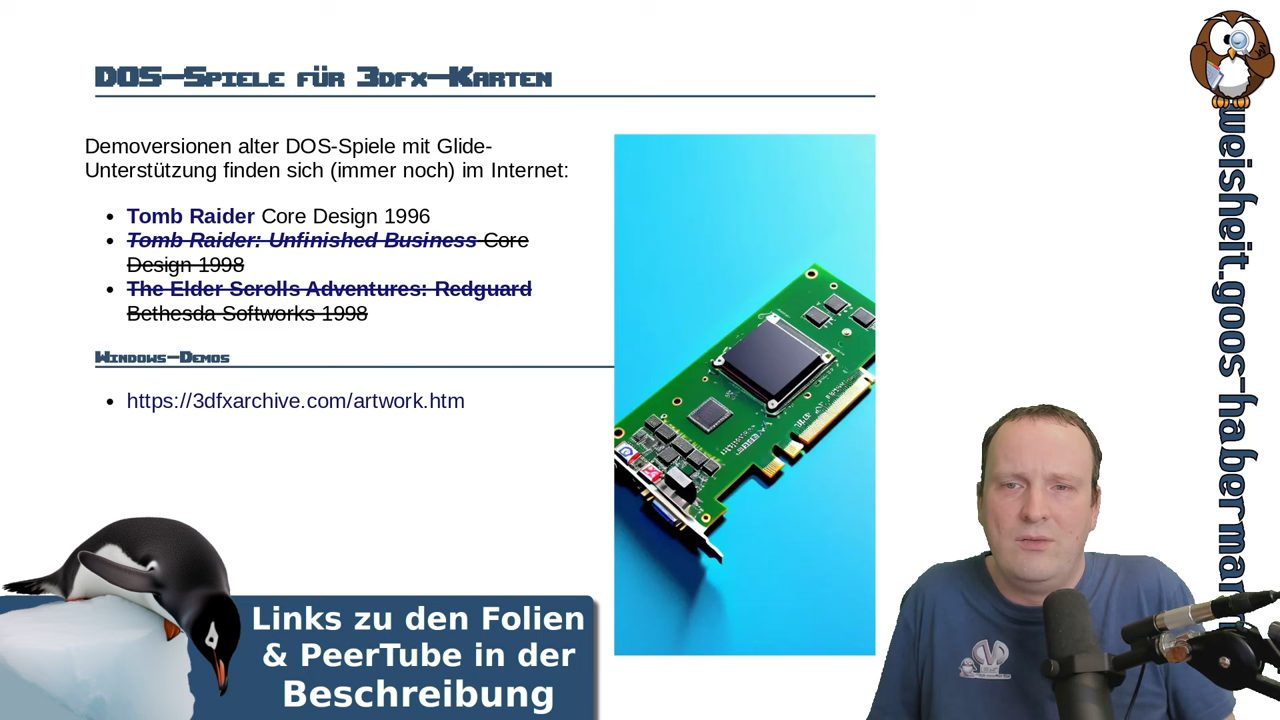 DOS-Spiele für 3dfx-Karten
Demoversionen alter DOS-Spiele mit Glide-
Unterstützung finden sich (immer noch) im Internet:
Tomb Raider Core Design 1996
Tomb Raider: Unfinished Business Core
Design 1998
The Elder Scrolls Adventures: Redguard
Bethesda Softworks 1998
Windows-Demos
https://3dfxarchive.com/artwork.htm
Links zu den Folien
& PeerTube in der
Beschreibung
weisheit.goos-haberman